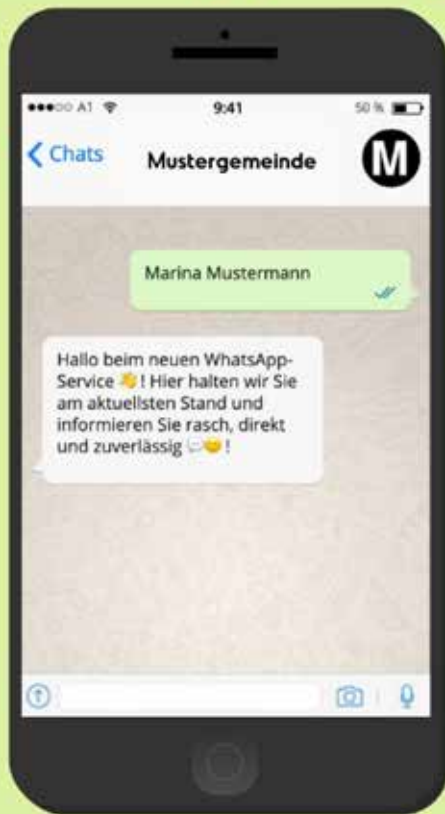 A1 9:41 50 %
Chats Mustergemeinde M
Marina Mustermann
Hallo beim neuen WhatsApp-
Service 👋! Hier halten wir Sie
am aktuellsten Stand und
informieren Sie rasch, direkt
und zuverlässig 💬😊!